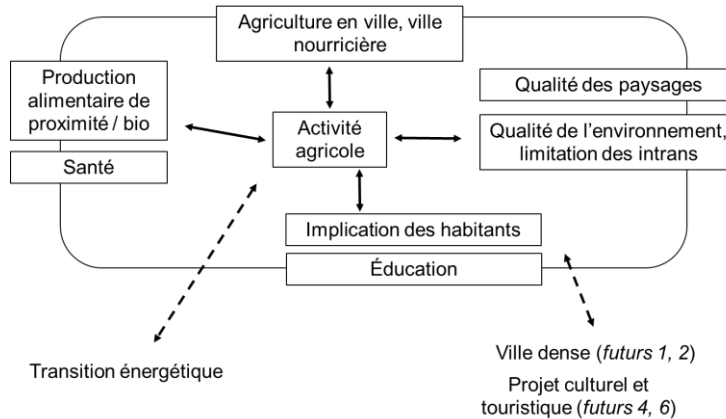 Agriculture en ville, ville
nourricière
Production
alimentaire de
proximité / bio
Santé
Activité
agricole
Qualité des paysages
Qualité de l'environnement,
limitation des intrans
Implication des habitants
Éducation
Transition énergétique
Ville dense (futurs 1, 2)
Projet culturel et
touristique (futurs 4, 6)